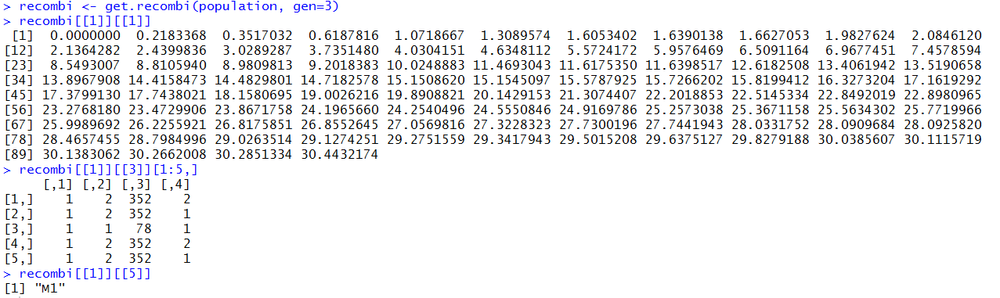 > recombi <- get.recombi(population, gen=3)
> recombi[[1]][[1]]
[1] 0.0000000 0.2183368 0.3517032 0.6187816 1.0718667 1.3089574 1.6053402 1.6390138 1.6627053 1.9827624 2.0846120
[12] 2.1364282 2.4399836 3.0289287 3.7351480 4.0304151 4.6348112 5.5724172 5.9576469 6.5091164 6.9677451 7.4578594
[23] 8.5493007 8.8105940 8.9809813 9.2018383 10.0248883 11.4693043 11.6175350 11.6398517 12.6182508 13.4061942 13.5190658
[34] 13.8967908 14.4158473 14.4829801 14.7182578 15.1508620 15.1545097 15.5787925 15.7266202 15.8199412 16.3273204 17.1619292
[45] 17.3799130 17.7438021 18.1580695 19.0026216 19.8908821 20.1429153 21.3074407 22.2018853 22.5145334 22.8492019 22.8980965
[56] 23.2768180 23.4729906 23.8671758 24.1965660 24.2540496 24.5550846 24.9169786 25.2573038 25.3671158 25.5634302 25.7719966
[67] 25.9989692 26.2255921 26.8175851 26.8552645 27.0569816 27.3228323 27.7300196 27.7441943 28.0331752 28.0909684 28.0925820
[78] 28.4657455 28.7984996 29.0263514 29.1274251 29.2751559 29.3417943 29.5015208 29.6375127 29.8279188 30.0385607 30.1115719
[89] 30.1383062 30.2662008 30.2851334 30.4432174
> recombi[[1]][[3]][1:5,]
[,1] [,2] [,3] [,4]
[1,] 1 2 352 2
[2,] 1 2 352 1
[3,] 1 1 78 1
[4,] 1 2 352 2
[5,] 1 2 352 1
> recombi[[1]][[5]]
[1] "M1"